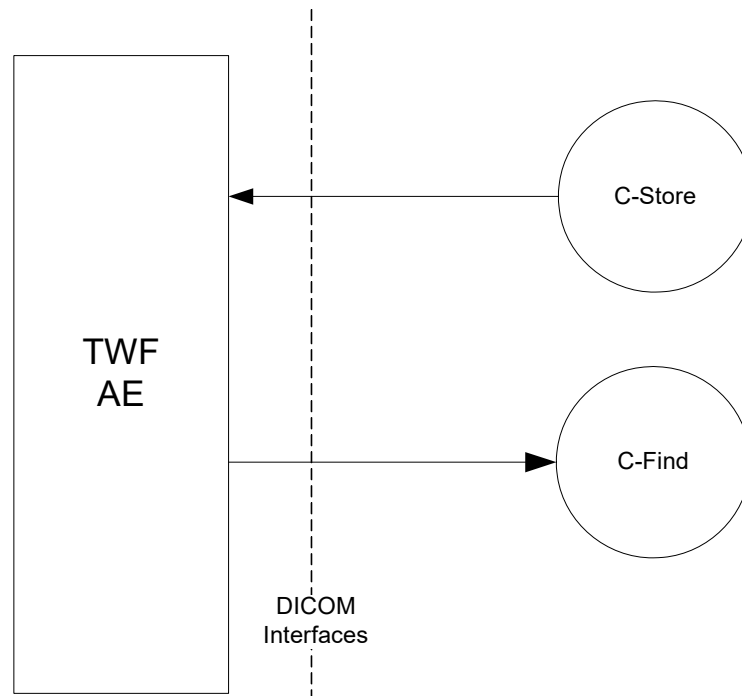 C-Store
TWF
AE
C-Find
DICOM
Interfaces